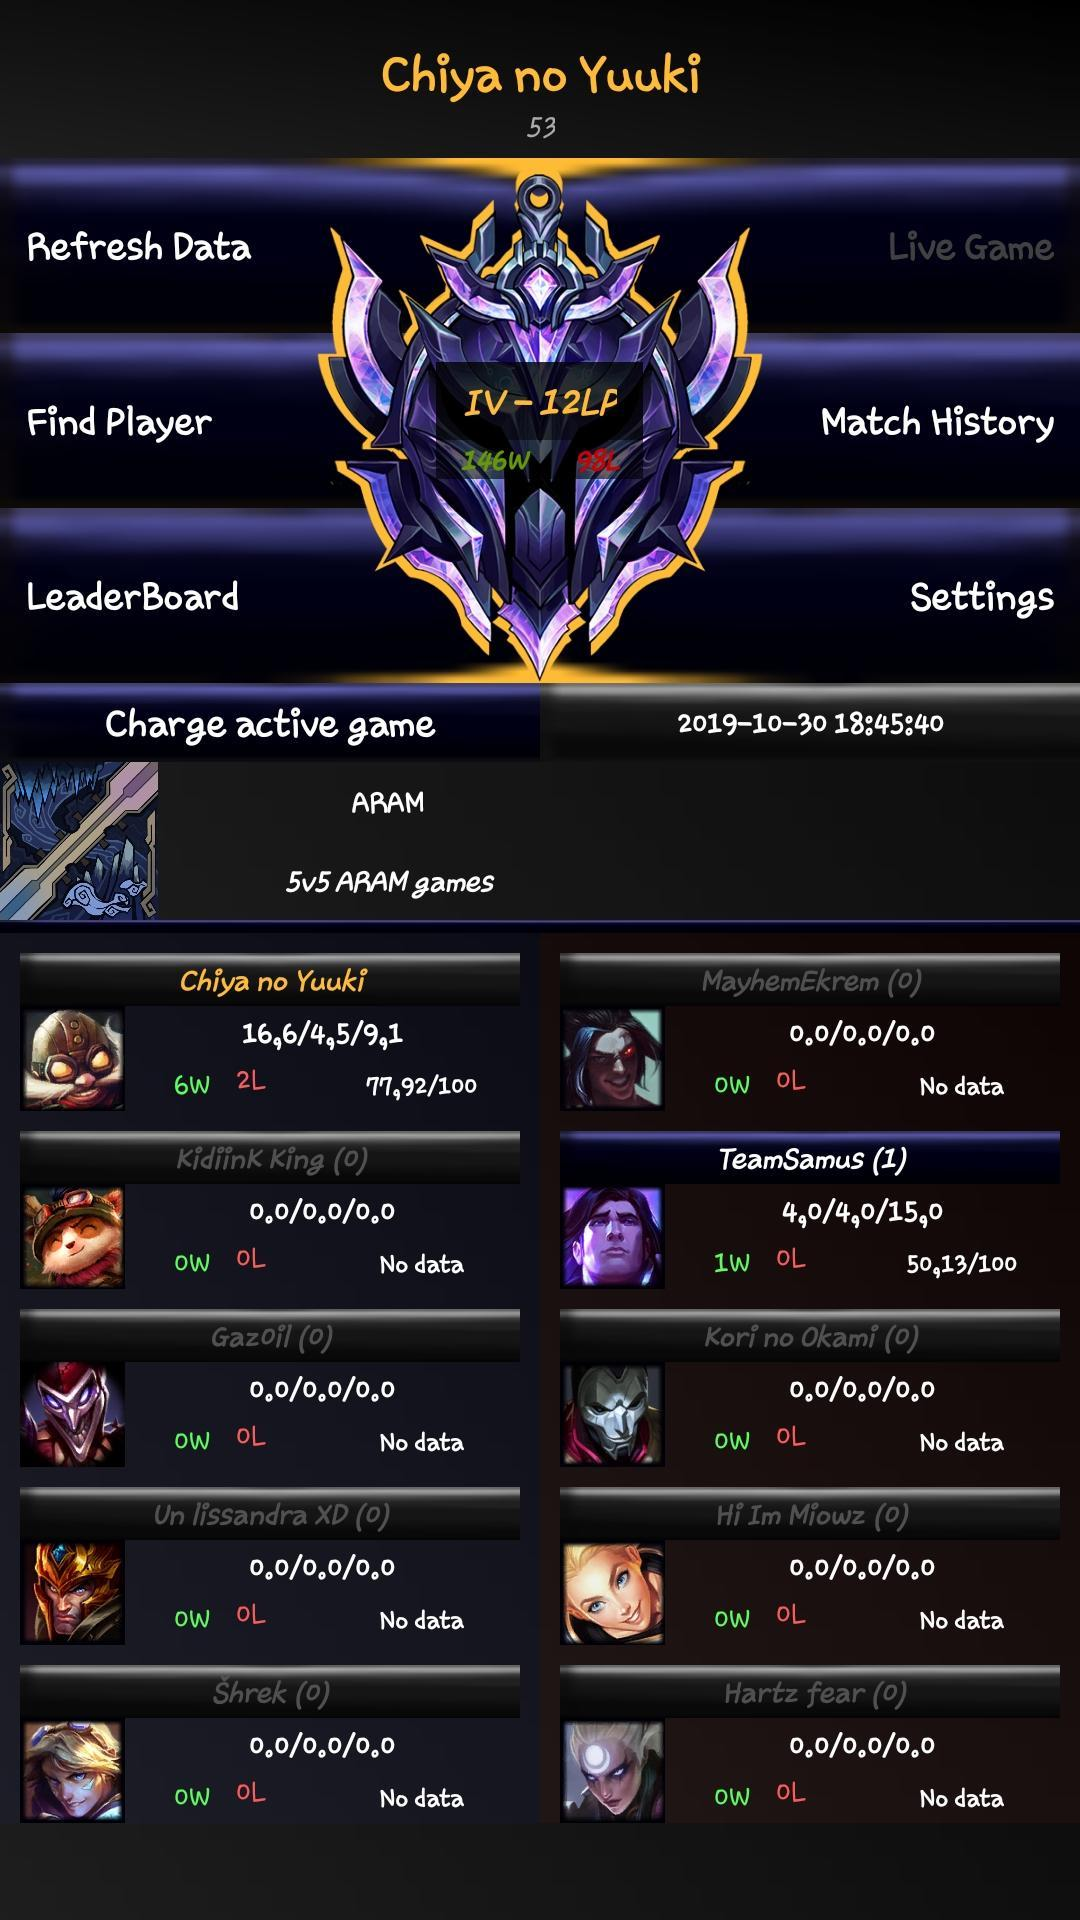 Chiya no Yuuki
53
Refresh Data
Live Game
IV - 12LP
Find Player
Match History
146W 98L
LeaderBoard
Settings
Charge active game
2019-10-30 18:45:40
ARAM
5v5 ARAM games
Chiya no Yuuki
16,6/4,5/9,1
6W 2L 77,92/100
MayhemEkrem (0)
0.0/0.0/0.0
0W 0L No data
KidiinK King (0)
0.0/0.0/0.0
0W 0L No data
TeamSamus (1)
4,0/4,0/15,0
1W 0L 50,13/100
Gaz0il (0)
0.0/0.0/0.0
0W 0L No data
Kori no Okami (0)
0.0/0.0/0.0
0W 0L No data
Un lissandra XD (0)
0.0/0.0/0.0
0W 0L No data
Hi Im Miowz (0)
0.0/0.0/0.0
0W 0L No data
Šhrek (0)
0.0/0.0/0.0
0W 0L No data
Hartz fear (0)
0.0/0.0/0.0
0W 0L No data